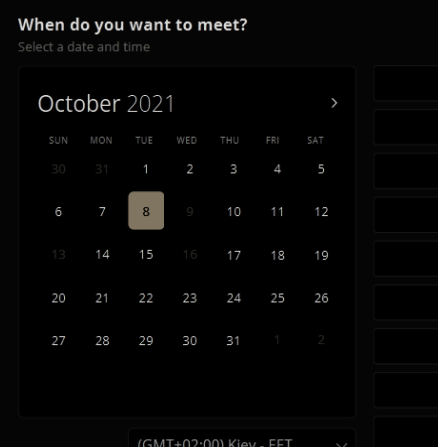 When do you want to meet?
Select a date and time
October 2021
SUN MON TUE WED THU FRI SAT
30 31 1 2 3 4 5
6 7 8 9 10 11 12
13 14 15 16 17 18 19
20 21 22 23 24 25 26
27 28 29 30 31 1 2
(GMT+02:00) Kiev - EET